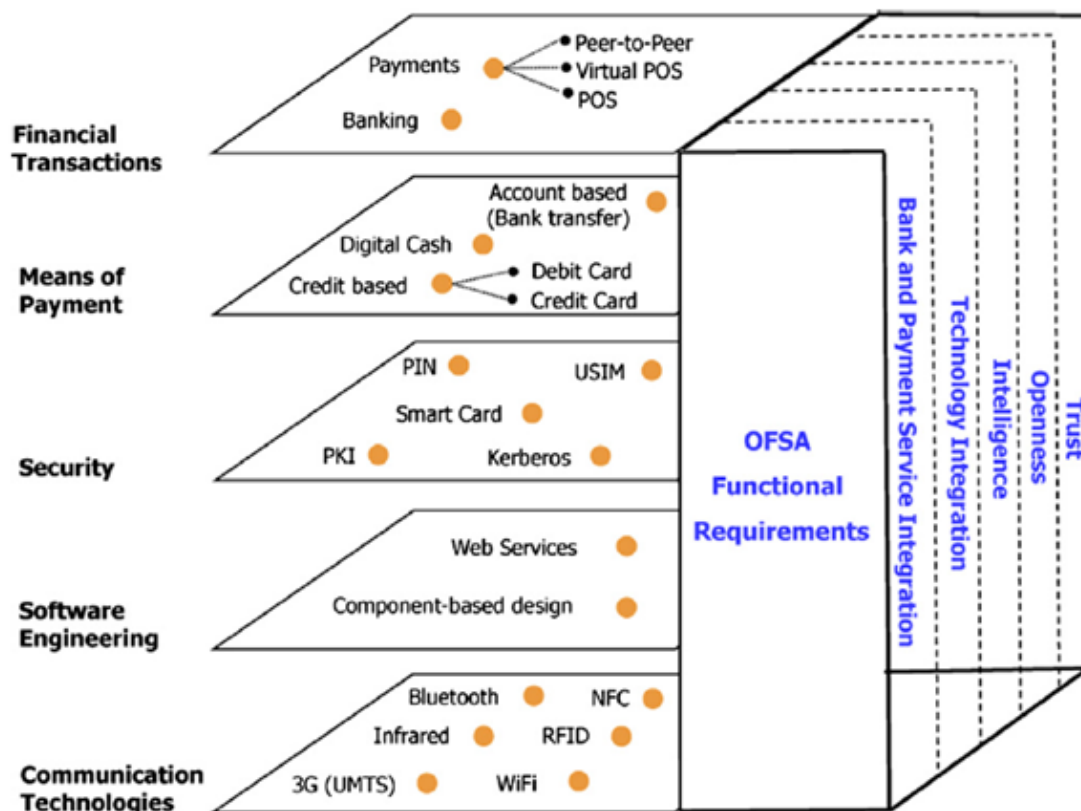 Payments
Peer-to-Peer
Virtual POS
POS
Banking
Financial
Transactions
Account based
(Bank transfer)
Digital Cash
Credit based
Debit Card
Credit Card
Means of
Payment
PIN
USIM
Smart Card
PKI
Kerberos
Security
Web Services
Component-based design
Software
Engineering
Bluetooth
NFC
Infrared
RFID
3G (UMTS)
WiFi
Communication
Technologies
OFSA
Functional
Requirements
Bank and Payment Service Integration
Technology Integration
Intelligence
Openness
Trust